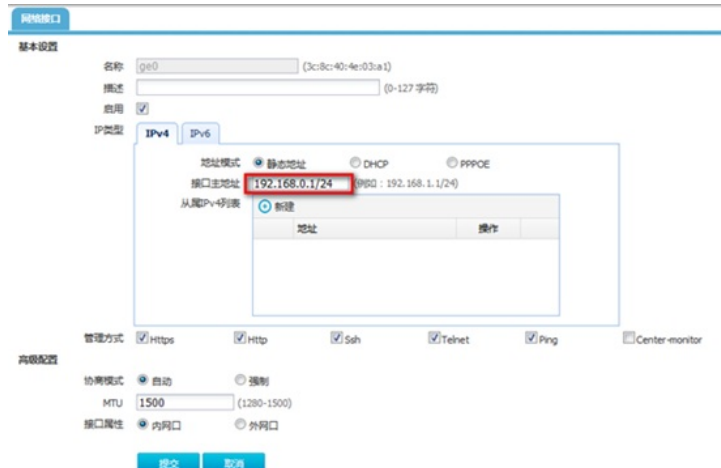 网络接口
基本设置
名称 ge0 (3c:8c:40:4e:03:a1)
描述 (0-127 字符)
启用
IP类型 IPv4 IPv6
地址模式 静态地址 DHCP PPPOE
接口主地址 192.168.0.1/24 (例如：192.168.1.1/24)
从属IPv4列表 新建
地址 操作
管理方式 Https Http Ssh Telnet Ping Center-monitor
高级配置
协商模式 自动 强制
MTU 1500 (1280-1500)
接口属性 内网口 外网口
提交 取消